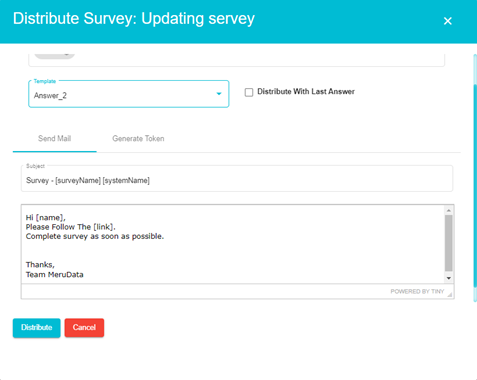 Distribute Survey: Updating servey
Template
Answer_2
Distribute With Last Answer
Send Mail
Generate Token
Subject
Survey - [surveyName] [systemName]
Hi [name],
Please Follow The [link].
Complete survey as soon as possible.
Thanks,
Team MeruData
POWERED BY TINY
Distribute
Cancel